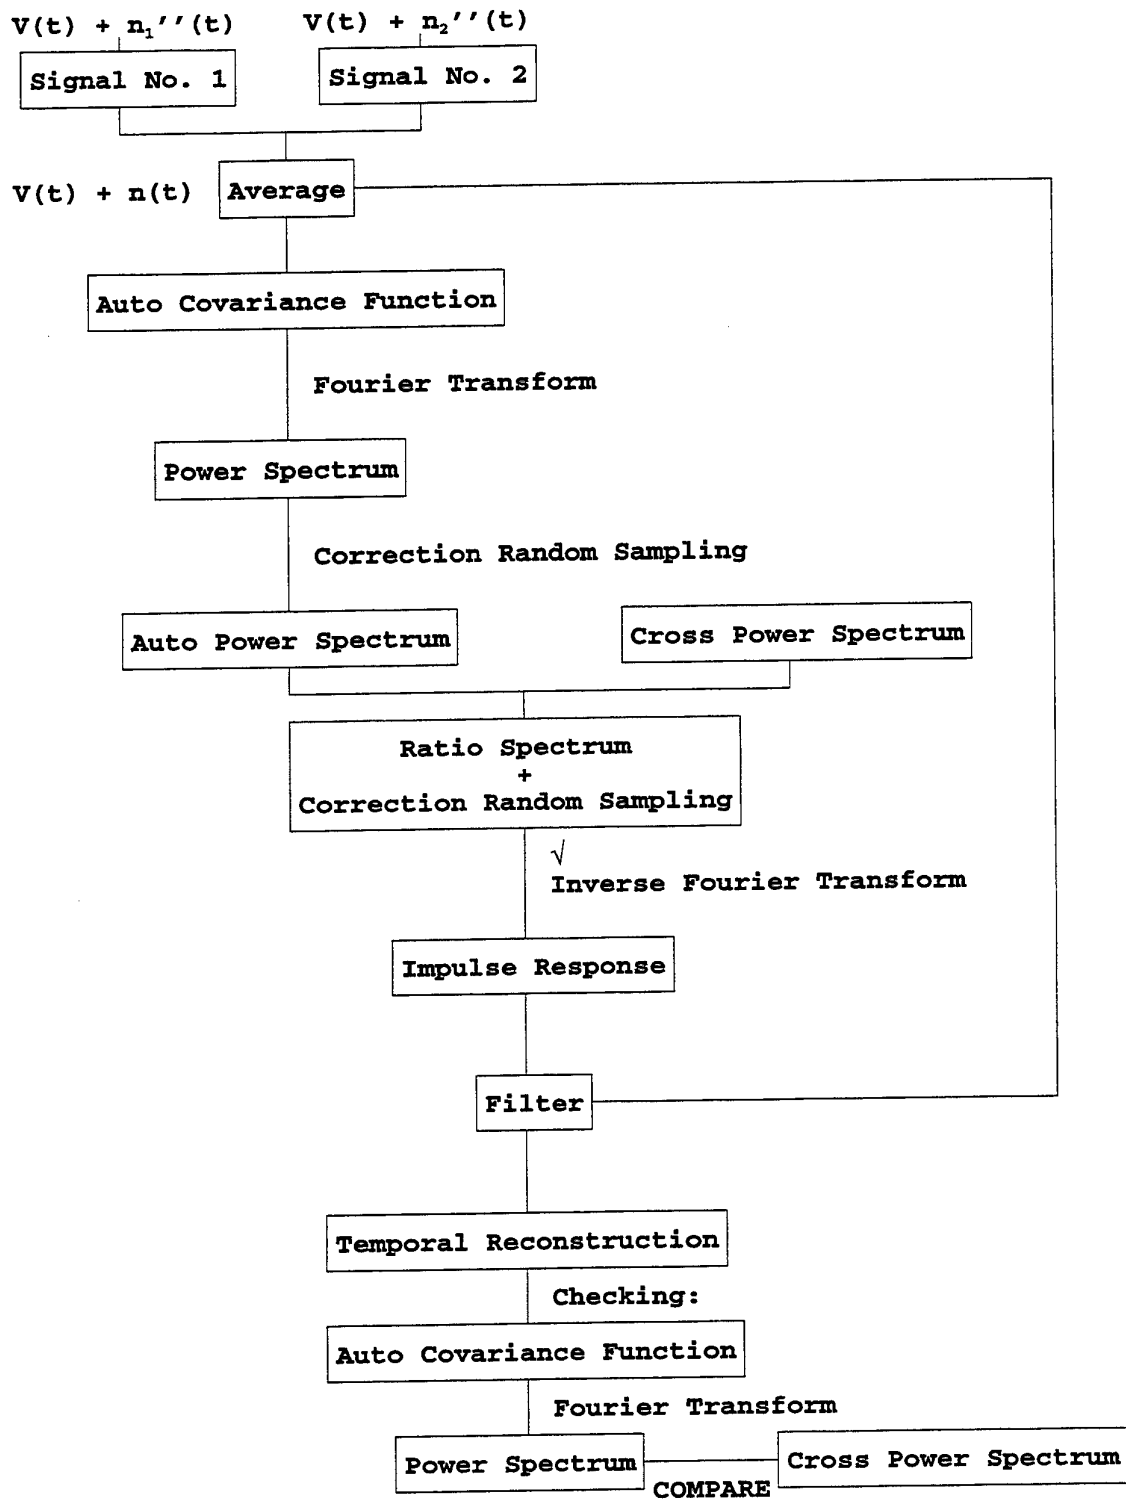 V(t) + n₁′′(t)
V(t) + n₂′′(t)
Signal No. 1
Signal No. 2
V(t) + n(t)
Average
Auto Covariance Function
Fourier Transform
Power Spectrum
Correction Random Sampling
Auto Power Spectrum
Cross Power Spectrum
Ratio Spectrum
+
Correction Random Sampling
√
Inverse Fourier Transform
Impulse Response
Filter
Temporal Reconstruction
Checking:
Auto Covariance Function
Fourier Transform
Power Spectrum
Cross Power Spectrum
COMPARE